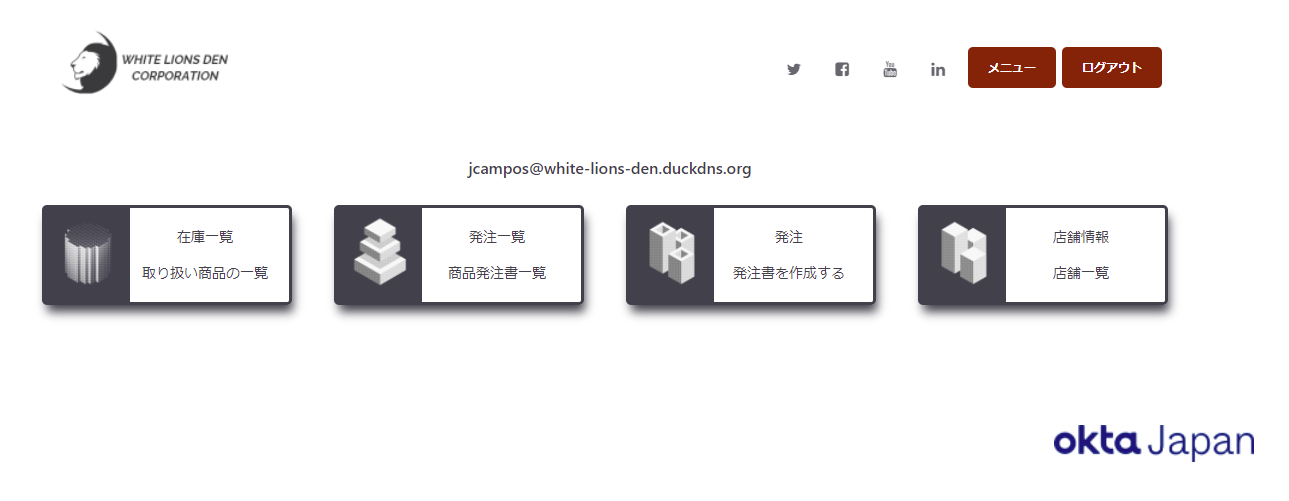 WHITE LIONS DEN
CORPORATION
You
Tube
in
メニュー
ログアウト
jcampos@white-lions-den.duckdns.org
在庫一覧
取り扱い商品の一覧
発注一覧
商品発注書一覧
発注
発注書を作成する
店舗情報
店舗一覧
okta Japan